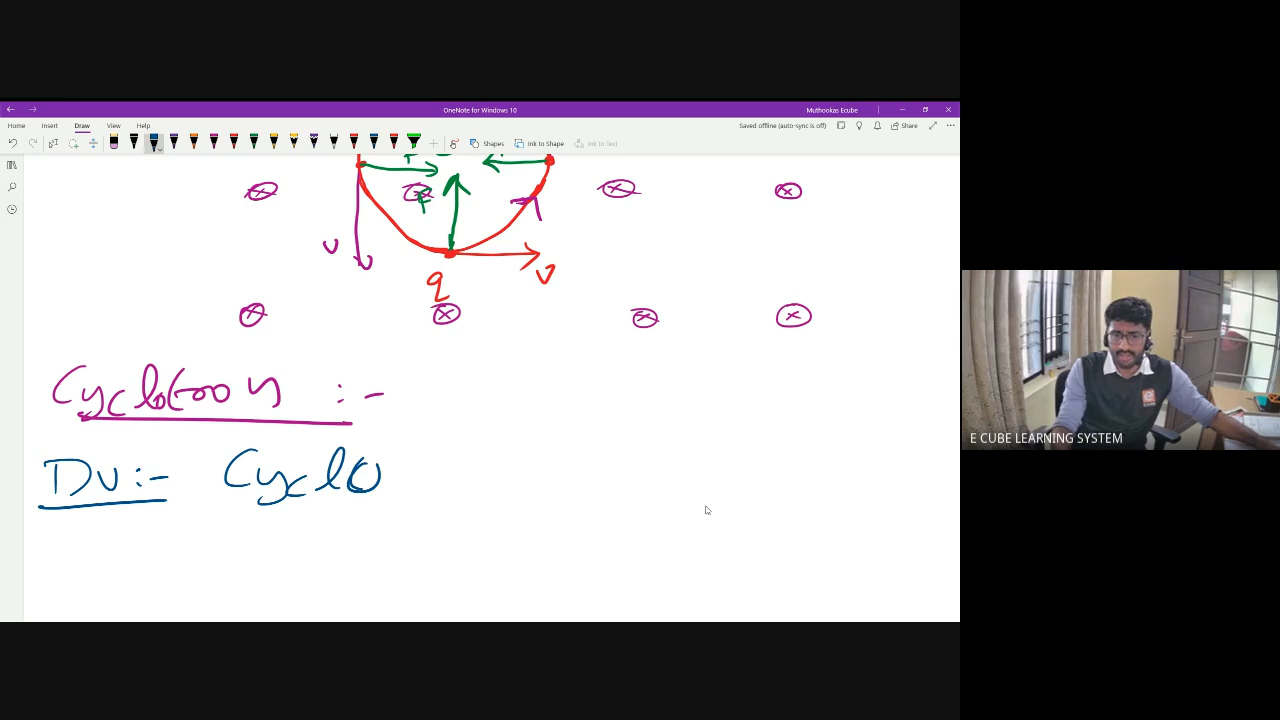 OneNote for Windows 10
Muthookas Ecube
Home Insert Draw View Help
Saved offline (auto-sync is off)
Share
Shapes
Ink to Shape
Ink to Text
F
v
q
v
Cyclotron :-
Dv :- Cyclo
E CUBE LEARNING SYSTEM